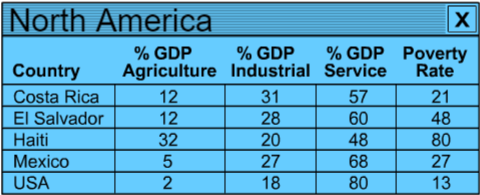 North America X
% GDP % GDP % GDP Poverty
Country Agriculture Industrial Service Rate
Costa Rica 12 31 57 21
El Salvador 12 28 60 48
Haiti 32 20 48 80
Mexico 5 27 68 27
USA 2 18 80 13